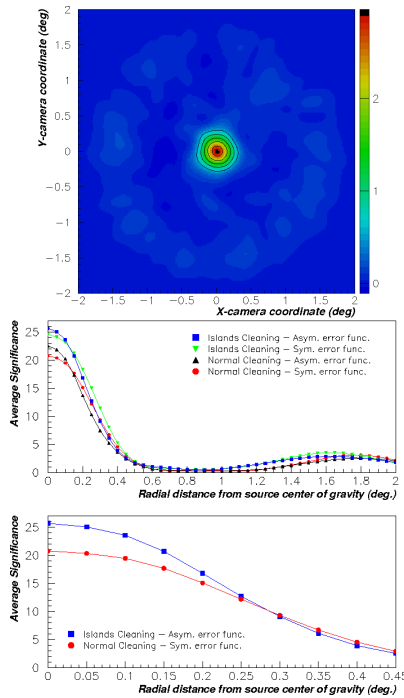 Y-camera coordinate (deg)
2
1.5
1
0.5
0
−0.5
−1
−1.5
−2
−2 −1.5 −1 −0.5 0 0.5 1 1.5 2
X-camera coordinate (deg)
2
1
0
Average Significance
25
20
15
10
5
0
Islands Cleaning − Asym. error func.
Islands Cleaning − Sym. error func.
Normal Cleaning − Asym. error func.
Normal Cleaning − Sym. error func.
0 0.2 0.4 0.6 0.8 1 1.2 1.4 1.6 1.8 2
Radial distance from source center of gravity (deg.)
Average Significance
25
20
15
10
5
0
Islands Cleaning − Asym. error func.
Normal Cleaning − Sym. error func.
0 0.05 0.1 0.15 0.2 0.25 0.3 0.35 0.4 0.45
Radial distance from source center of gravity (deg.)